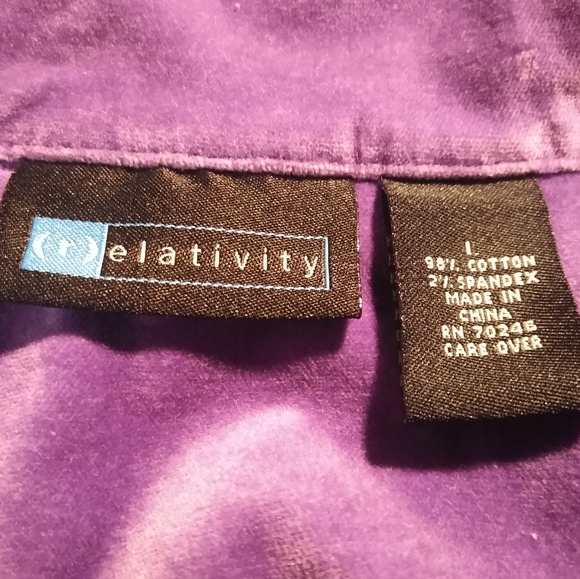 (r)elativity
L
98% COTTON
2% SPANDEX
MADE IN
CHINA
RN 70246
CARE OVER